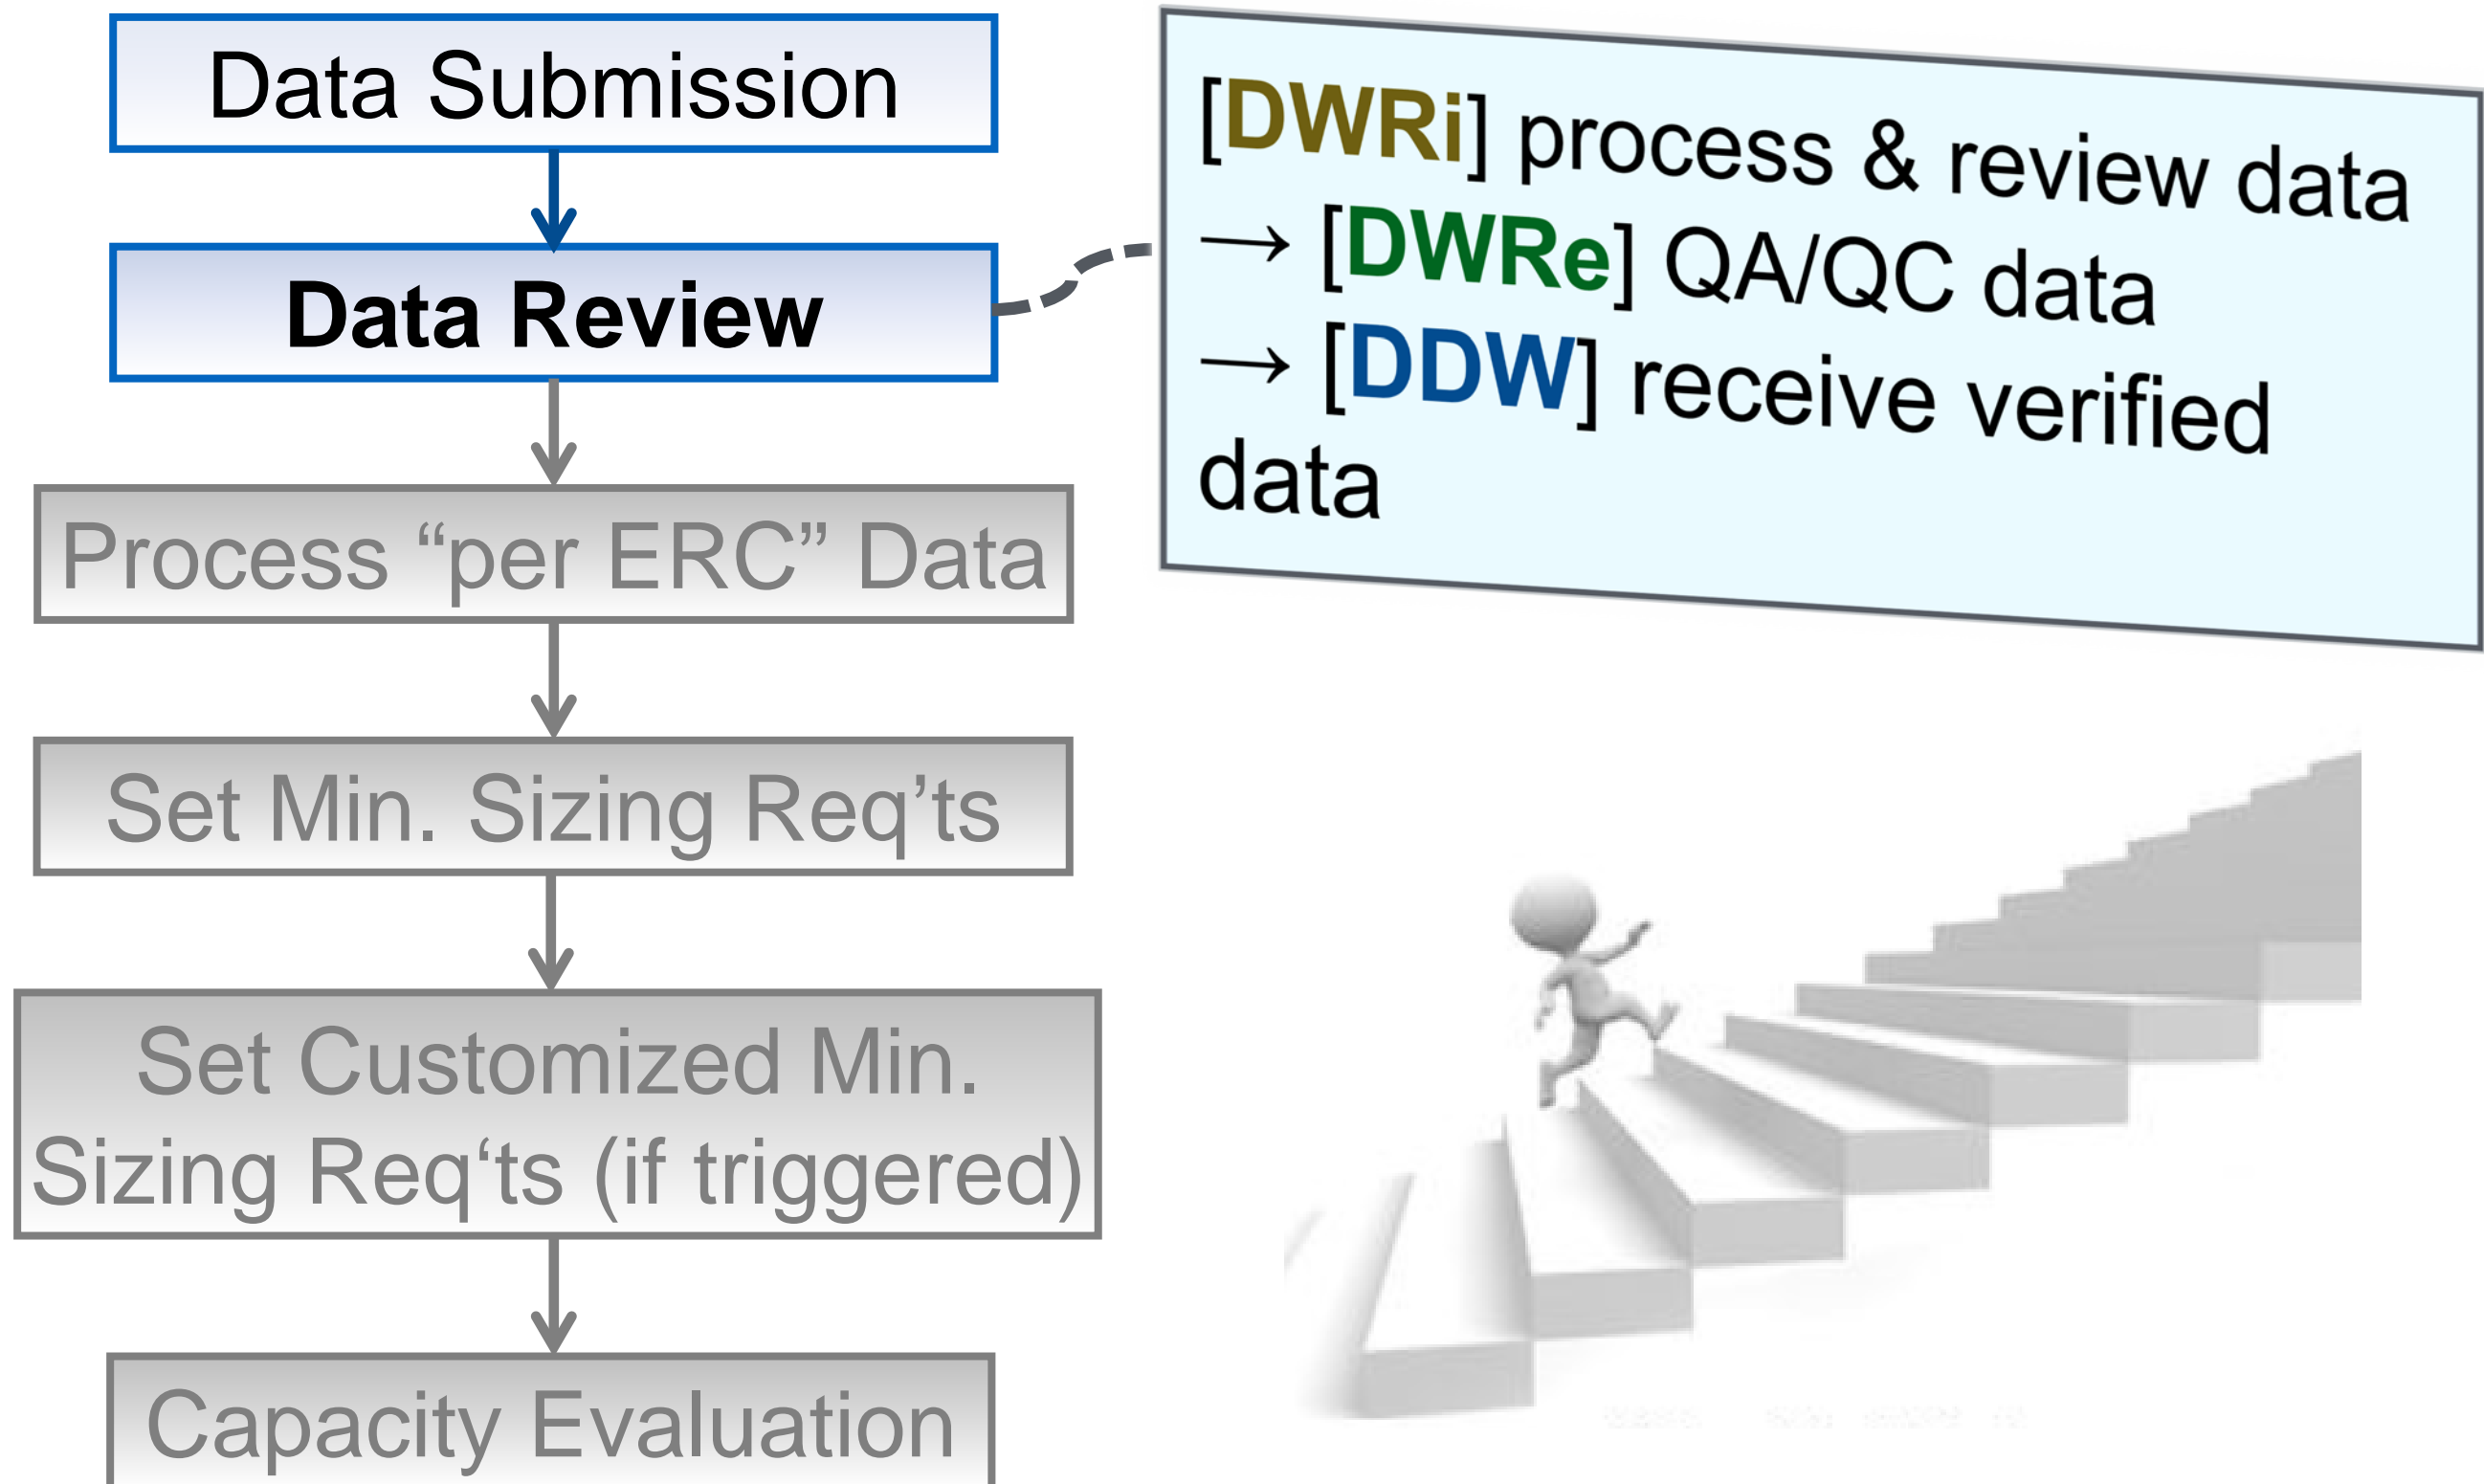 Data Submission
Data Review
Process “per ERC” Data
Set Min. Sizing Req’ts
Set Customized Min.
Sizing Req‘ts (if triggered)
Capacity Evaluation
[DWRi] process & review data
→ [DWRe] QA/QC data
→ [DDW] receive verified
data